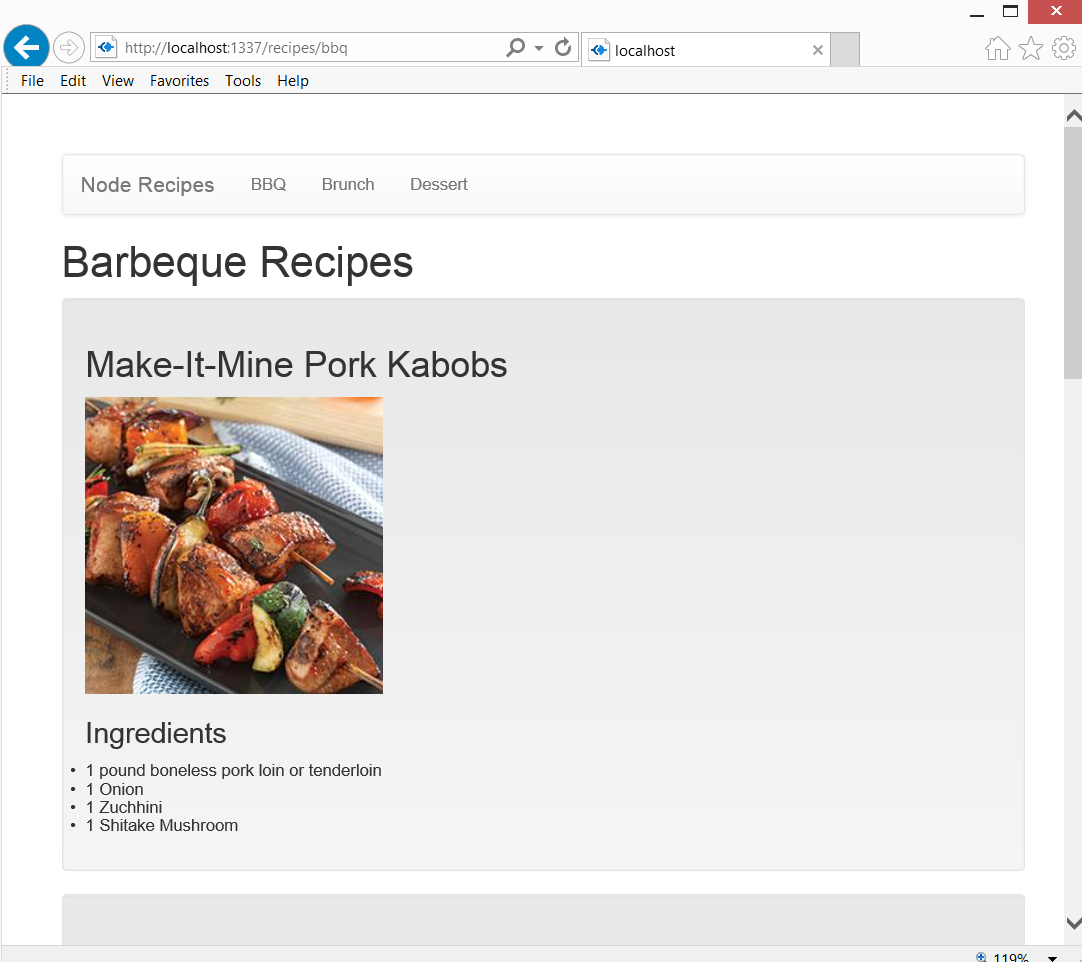 http://localhost:1337/recipes/bbq
localhost
File Edit View Favorites Tools Help
Node Recipes BBQ Brunch Dessert
Barbeque Recipes
Make-It-Mine Pork Kabobs
Ingredients
• 1 pound boneless pork loin or tenderloin
• 1 Onion
• 1 Zuchhini
• 1 Shitake Mushroom
119%